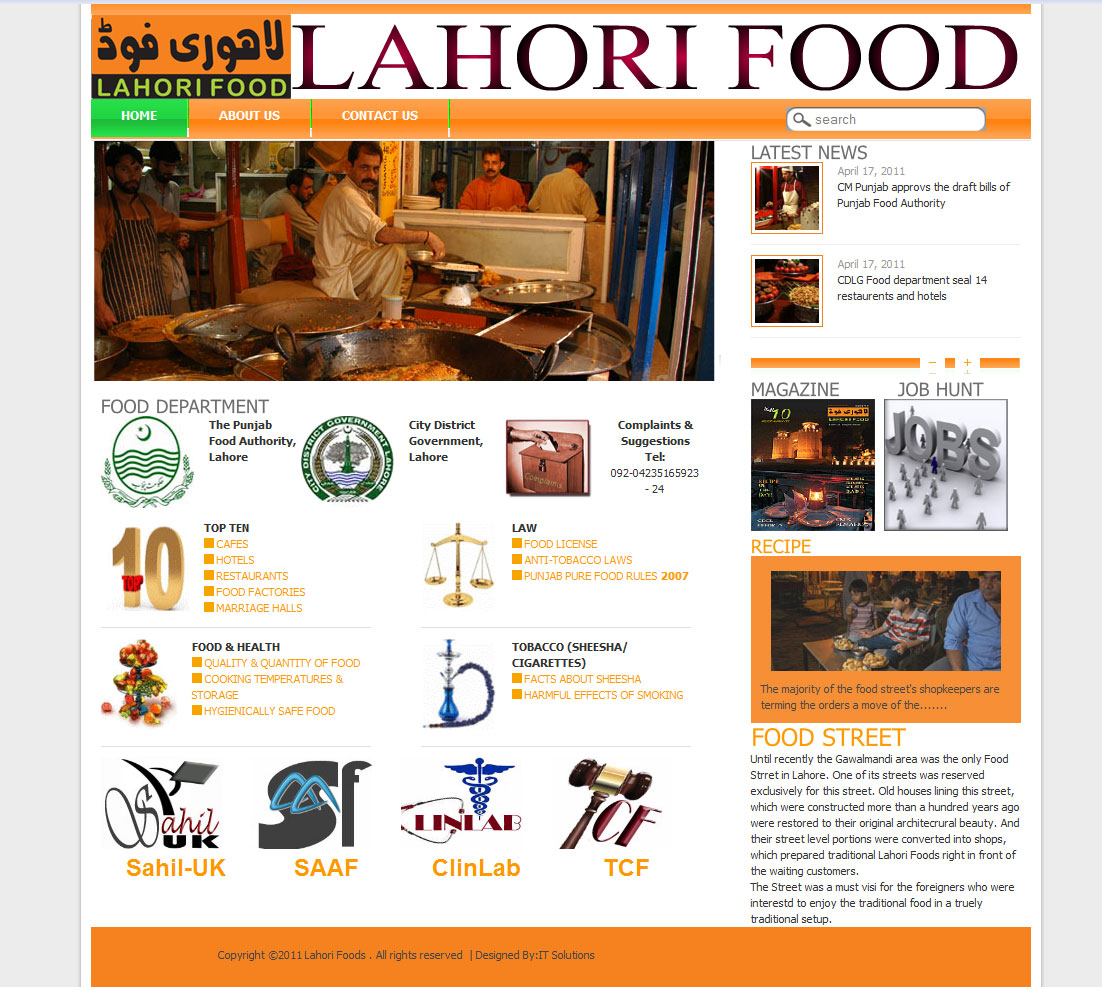 لاهوری فوڈ
LAHORI FOOD
LAHORI FOOD
HOME ABOUT US CONTACT US search
LATEST NEWS
April 17, 2011
CM Punjab approvs the draft bills of
Punjab Food Authority
April 17, 2011
CDLG Food department seal 14
restaurents and hotels
MAGAZINE
لاهوری فوڈ
JOB HUNT
JOBS
FOOD DEPARTMENT
The Punjab
Food Authority,
Lahore
CITY DISTRICT GOVERNMENT LAHORE
City District
Government,
Lahore
Complaints
Complaints &
Suggestions
Tel:
092-04235165923
- 24
TOP 10
TOP TEN
CAFES
HOTELS
RESTAURANTS
FOOD FACTORIES
MARRIAGE HALLS
LAW
FOOD LICENSE
ANTI-TOBACCO LAWS
PUNJAB PURE FOOD RULES 2007
FOOD & HEALTH
QUALITY & QUANTITY OF FOOD
COOKING TEMPERATURES &
STORAGE
HYGIENICALLY SAFE FOOD
TOBACCO (SHEESHA/
CIGARETTES)
FACTS ABOUT SHEESHA
HARMFUL EFFECTS OF SMOKING
Sahil
UK
Sahil-UK
Sf
SAAF
CLINLAB
ClinLab
TCF
TCF
RECIPE
The majority of the food street's shopkeepers are
terming the orders a move of the.......
FOOD STREET
Until recently the Gawalmandi area was the only Food
Strret in Lahore. One of its streets was reserved
exclusively for this street. Old houses lining this street,
which were constructed more than a hundred years ago
were restored to their original architecrural beauty. And
their street level portions were converted into shops,
which prepared traditional Lahori Foods right in front of
the waiting customers.
The Street was a must visi for the foreigners who were
interestd to enjoy the traditional food in a truely
traditional setup.
Copyright ©2011 Lahori Foods . All rights reserved | Designed By:IT Solutions